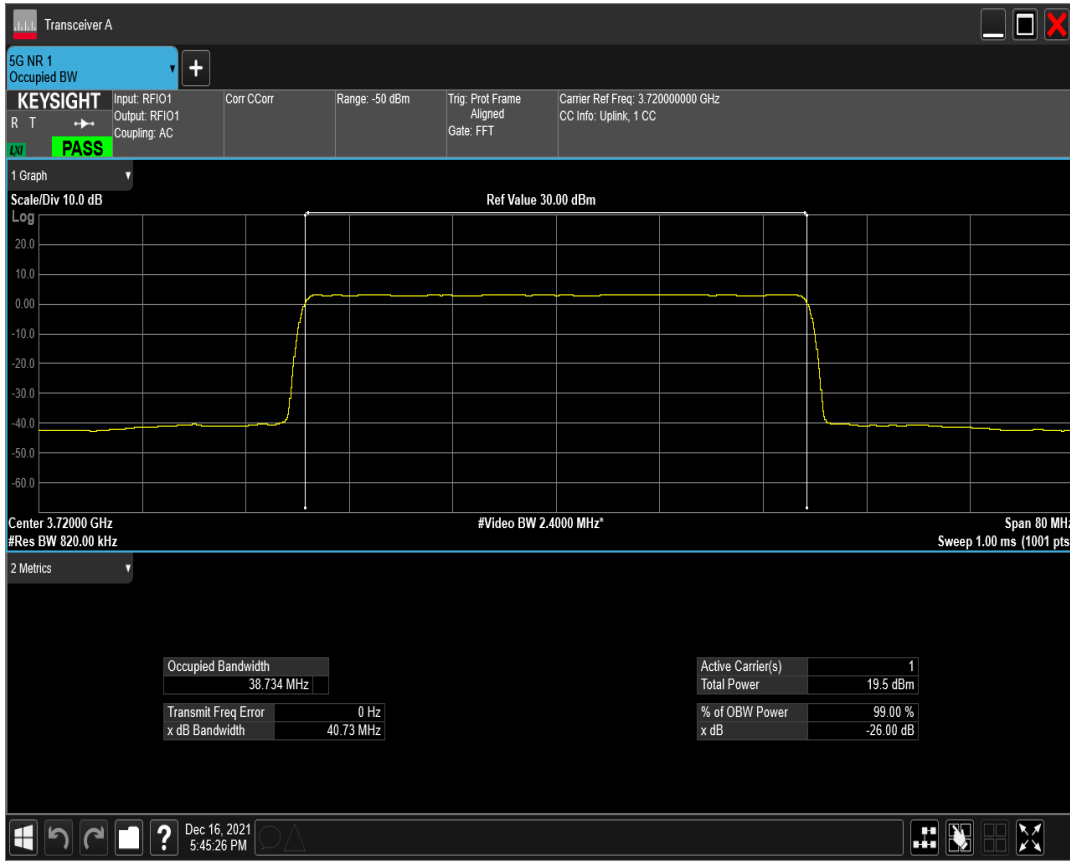 Transceiver A
5G NR 1
Occupied BW
+
KEYSIGHT
R T
LXI
PASS
Input: RFIO1
Output: RFIO1
Coupling: AC
Corr CCorr
Range: -50 dBm
Trig: Prot Frame
Aligned
Gate: FFT
Carrier Ref Freq: 3.720000000 GHz
CC Info: Uplink, 1 CC
1 Graph
Scale/Div 10.0 dB
Ref Value 30.00 dBm
Log
20.0
10.0
0.00
-10.0
-20.0
-30.0
-40.0
-50.0
-60.0
Center 3.72000 GHz
#Video BW 2.4000 MHz*
Span 80 MHz
#Res BW 820.00 kHz
Sweep 1.00 ms (1001 pts
2 Metrics
Occupied Bandwidth
38.734 MHz
Transmit Freq Error 0 Hz
x dB Bandwidth 40.73 MHz
Active Carrier(s) 1
Total Power 19.5 dBm
% of OBW Power 99.00 %
x dB -26.00 dB
?
Dec 16, 2021
5:45:26 PM